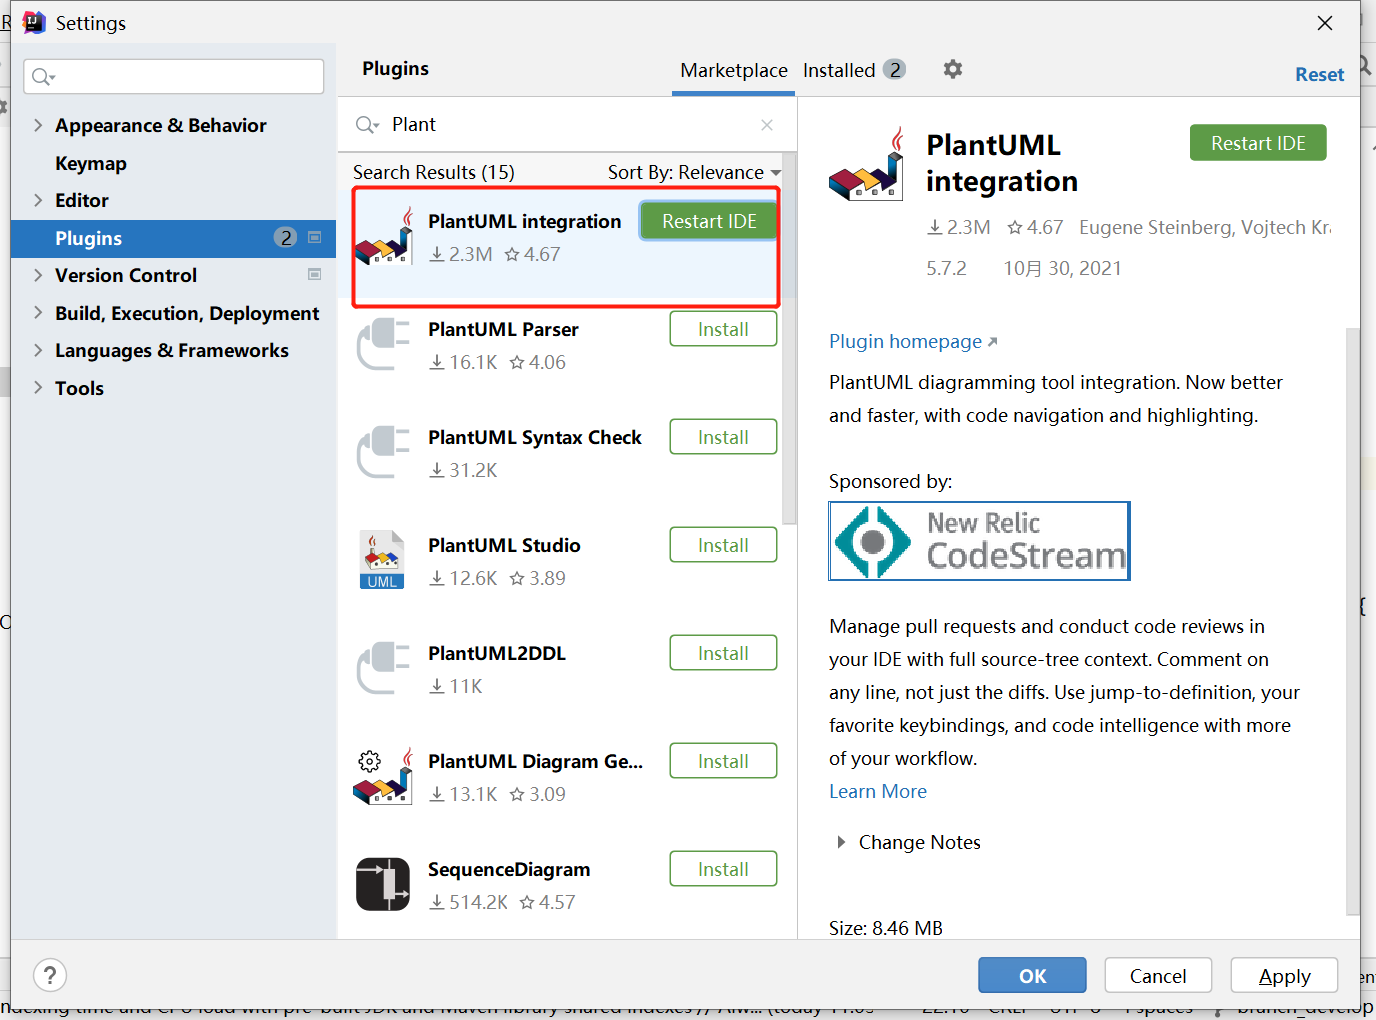 Settings
Plugins
Marketplace
Installed 2
Reset
Appearance & Behavior
Keymap
Editor
Plugins 2
Version Control
Build, Execution, Deployment
Languages & Frameworks
Tools
Plant
Search Results (15) Sort By: Relevance
PlantUML integration
Restart IDE
2.3M 4.67
PlantUML Parser
Install
16.1K 4.06
PlantUML Syntax Check
Install
31.2K
UML
PlantUML Studio
Install
12.6K 3.89
PlantUML2DDL
Install
11K
PlantUML Diagram Ge...
Install
13.1K 3.09
SequenceDiagram
Install
514.2K 4.57
PlantUML
integration
Restart IDE
2.3M 4.67 Eugene Steinberg, Vojtech Kr
5.7.2 10月 30, 2021
Plugin homepage
PlantUML diagramming tool integration. Now better
and faster, with code navigation and highlighting.
Sponsored by:
New Relic
CodeStream
Manage pull requests and conduct code reviews in
your IDE with full source-tree context. Comment on
any line, not just the diffs. Use jump-to-definition, your
favorite keybindings, and code intelligence with more
of your workflow.
Learn More
Change Notes
Size: 8.46 MB
?
OK
Cancel
Apply